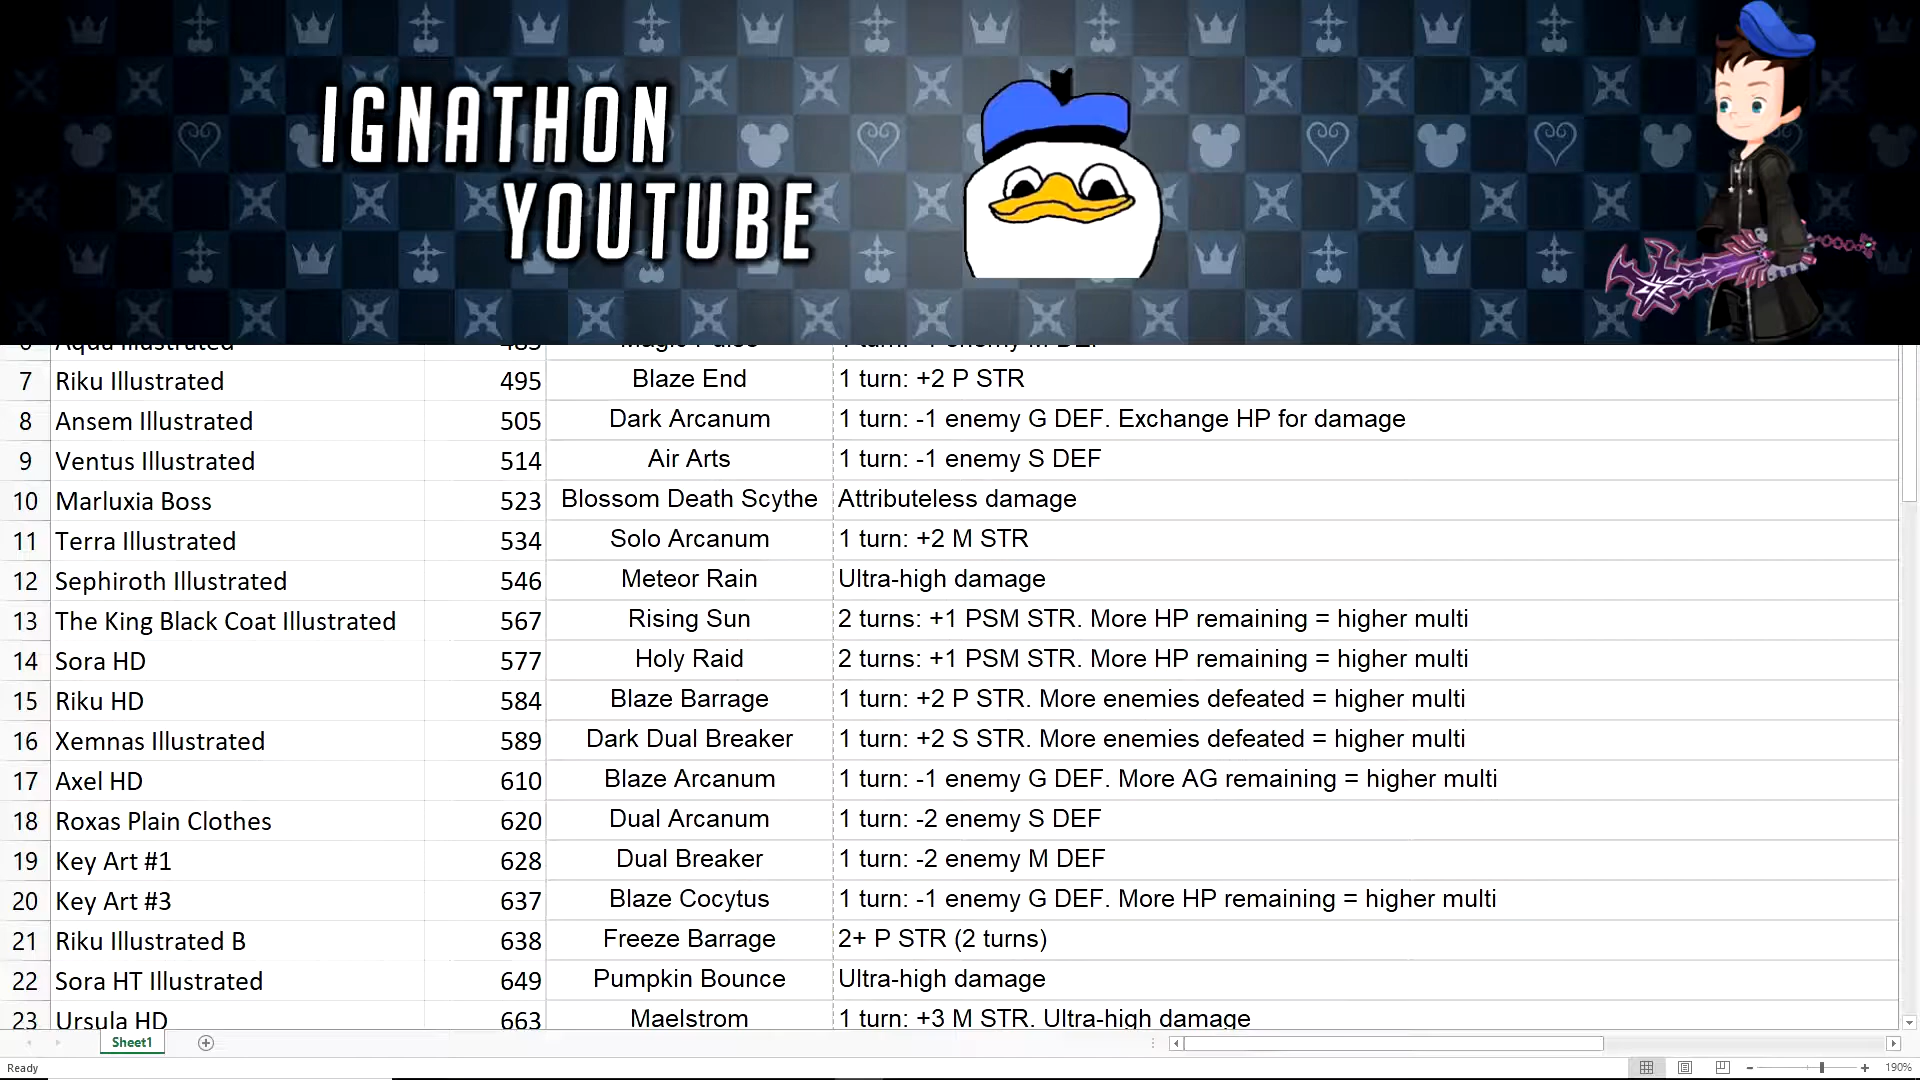 IGNATHON
YOUTUBE
7 Riku Illustrated 495 Blaze End 1 turn: +2 P STR
8 Ansem Illustrated 505 Dark Arcanum 1 turn: -1 enemy G DEF. Exchange HP for damage
9 Ventus Illustrated 514 Air Arts 1 turn: -1 enemy S DEF
10 Marluxia Boss 523 Blossom Death Scythe Attributeless damage
11 Terra Illustrated 534 Solo Arcanum 1 turn: +2 M STR
12 Sephiroth Illustrated 546 Meteor Rain Ultra-high damage
13 The King Black Coat Illustrated 567 Rising Sun 2 turns: +1 PSM STR. More HP remaining = higher multi
14 Sora HD 577 Holy Raid 2 turns: +1 PSM STR. More HP remaining = higher multi
15 Riku HD 584 Blaze Barrage 1 turn: +2 P STR. More enemies defeated = higher multi
16 Xemnas Illustrated 589 Dark Dual Breaker 1 turn: +2 S STR. More enemies defeated = higher multi
17 Axel HD 610 Blaze Arcanum 1 turn: -1 enemy G DEF. More AG remaining = higher multi
18 Roxas Plain Clothes 620 Dual Arcanum 1 turn: -2 enemy S DEF
19 Key Art #1 628 Dual Breaker 1 turn: -2 enemy M DEF
20 Key Art #3 637 Blaze Cocytus 1 turn: -1 enemy G DEF. More HP remaining = higher multi
21 Riku Illustrated B 638 Freeze Barrage 2+ P STR (2 turns)
22 Sora HT Illustrated 649 Pumpkin Bounce Ultra-high damage
23 Ursula HD 663 Maelstrom 1 turn: +3 M STR. Ultra-high damage
Sheet1
Ready 190%